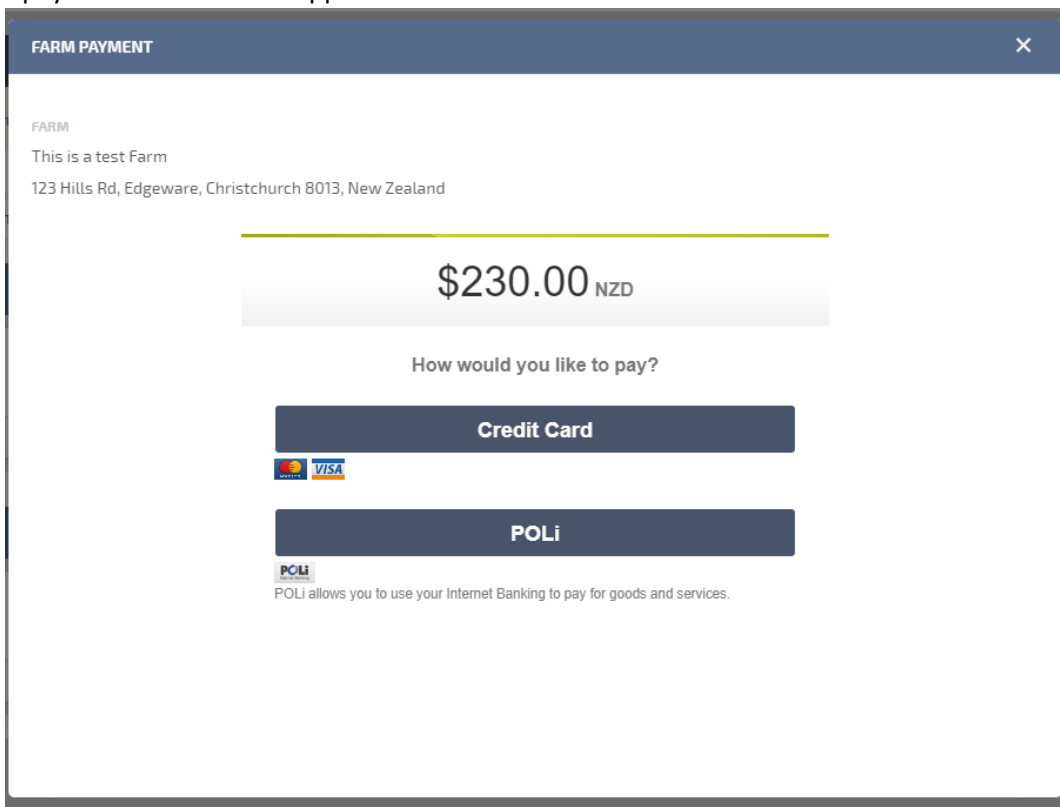 FARM PAYMENT
FARM
This is a test Farm
123 Hills Rd, Edgeware, Christchurch 8013, New Zealand
$230.00 NZD
How would you like to pay?
Credit Card
VISA
POLi
POLi
POLi allows you to use your Internet Banking to pay for goods and services.